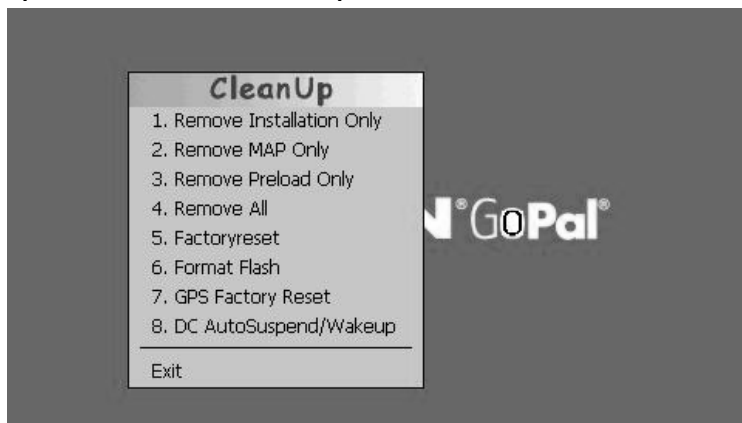 CleanUp
1. Remove Installation Only
2. Remove MAP Only
3. Remove Preload Only
4. Remove All
5. Factoryreset
6. Format Flash
7. GPS Factory Reset
8. DC AutoSuspend/Wakeup
Exit
N®GoPal®